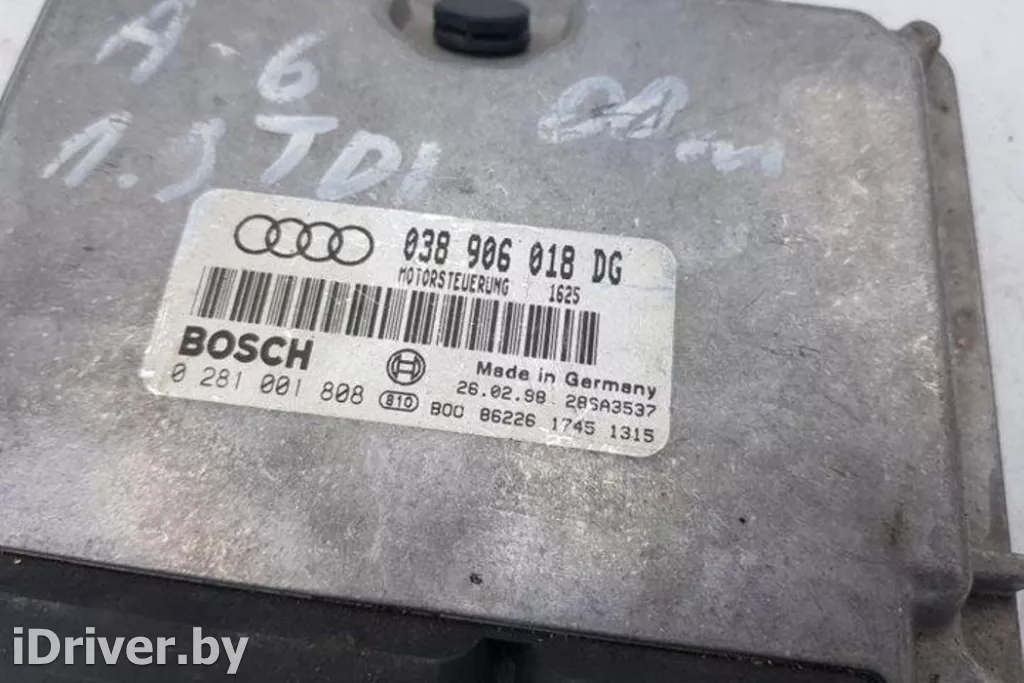 A-6
1.9 TDI
038 906 018 DG
MOTORSTEUERUNG 1625
BOSCH
Made in Germany
0 281 001 808 810
26.02.98 28SA3537
B00 86226 1745 1315
iDriver.by